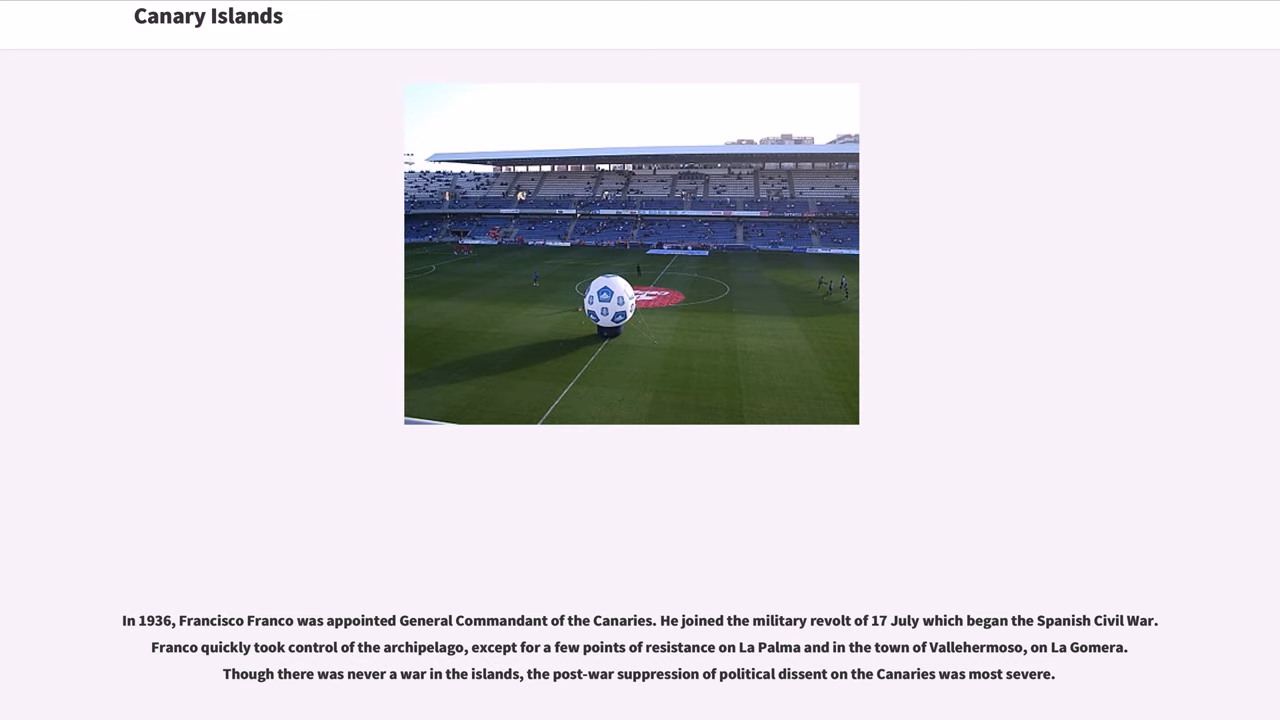 Canary Islands
In 1936, Francisco Franco was appointed General Commandant of the Canaries. He joined the military revolt of 17 July which began the Spanish Civil War.
Franco quickly took control of the archipelago, except for a few points of resistance on La Palma and in the town of Vallehermoso, on La Gomera.
Though there was never a war in the islands, the post-war suppression of political dissent on the Canaries was most severe.